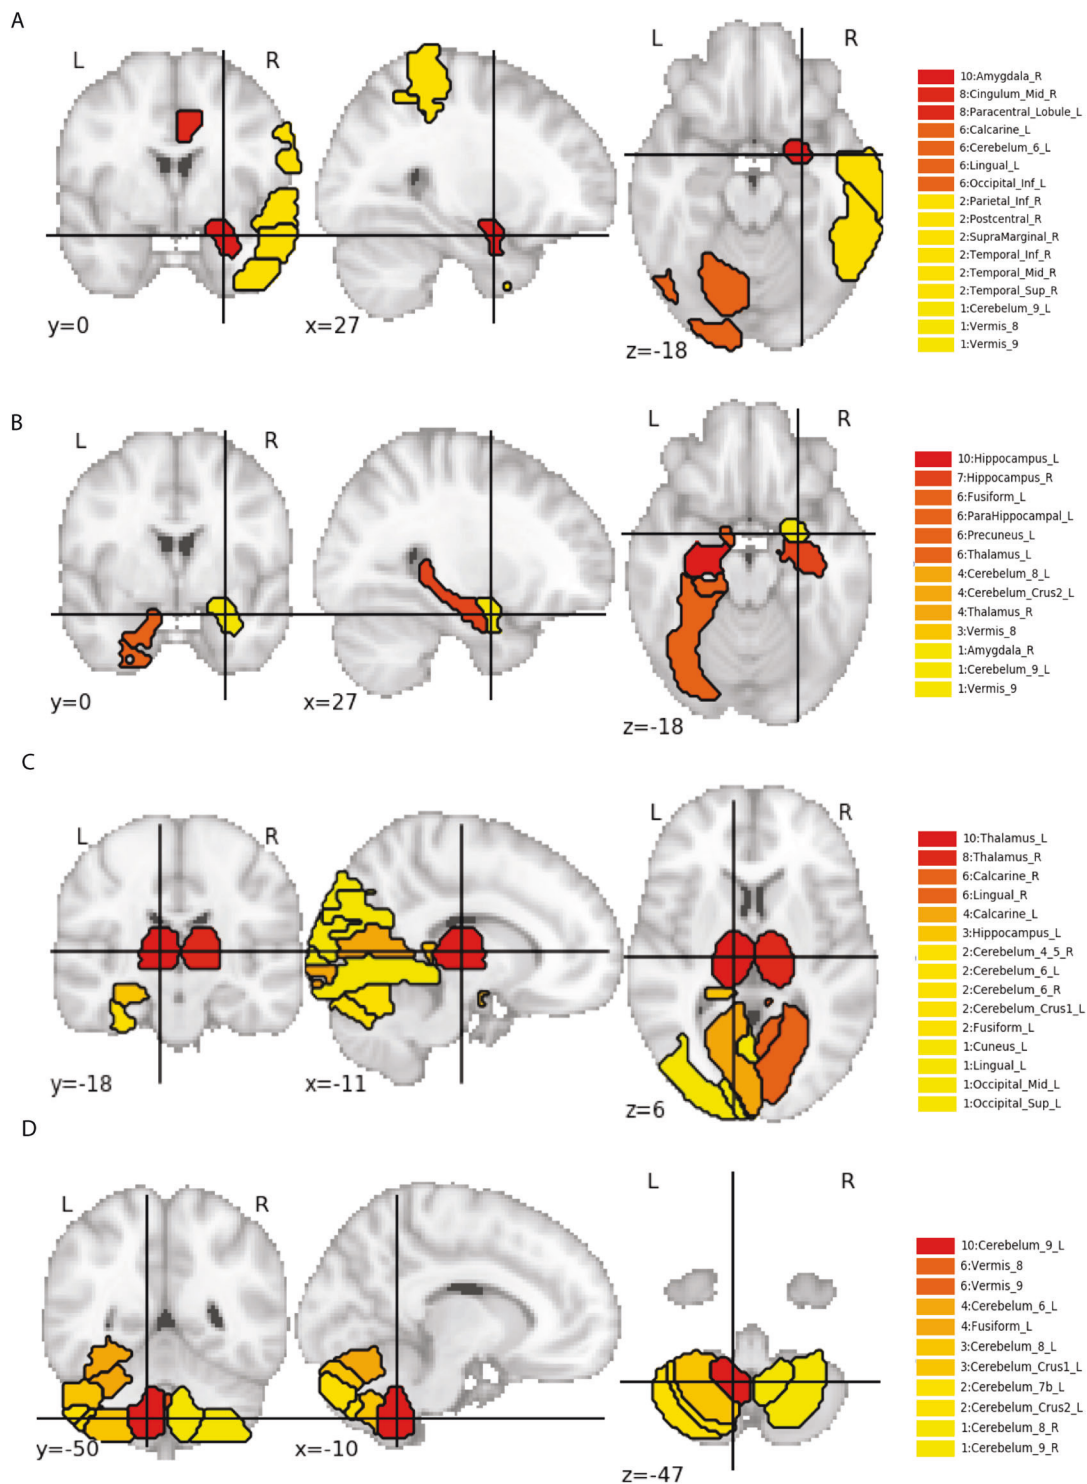 A
L
R
L
R
y=0
x=27
z=-18
10:Amygdala_R
8:Cingulum_Mid_R
8:Paracentral_Lobule_L
6:Calcarine_L
6:Cerebelum_6_L
6:Lingual_L
6:Occipital_Inf_L
2:Parietal_Inf_R
2:Postcentral_R
2:SupraMarginal_R
2:Temporal_Inf_R
2:Temporal_Mid_R
2:Temporal_Sup_R
1:Cerebelum_9_L
1:Vermis_8
1:Vermis_9
B
L
R
L
R
y=0
x=27
z=-18
10:Hippocampus_L
7:Hippocampus_R
6:Fusiform_L
6:ParaHippocampal_L
6:Precuneus_L
6:Thalamus_L
4:Cerebelum_8_L
4:Cerebelum_Crus2_L
4:Thalamus_R
3:Vermis_8
1:Amygdala_R
1:Cerebelum_9_L
1:Vermis_9
C
L
R
L
R
y=-18
x=-11
z=6
10:Thalamus_L
8:Thalamus_R
6:Calcarine_R
6:Lingual_R
4:Calcarine_L
3:Hippocampus_L
2:Cerebelum_4_5_R
2:Cerebelum_6_L
2:Cerebelum_6_R
2:Cerebelum_Crus1_L
2:Fusiform_L
1:Cuneus_L
1:Lingual_L
1:Occipital_Mid_L
1:Occipital_Sup_L
D
L
R
L
R
y=-50
x=-10
z=-47
10:Cerebelum_9_L
6:Vermis_8
6:Vermis_9
4:Cerebelum_6_L
4:Fusiform_L
3:Cerebelum_8_L
3:Cerebelum_Crus1_L
2:Cerebelum_7b_L
2:Cerebelum_Crus2_L
1:Cerebelum_8_R
1:Cerebelum_9_R